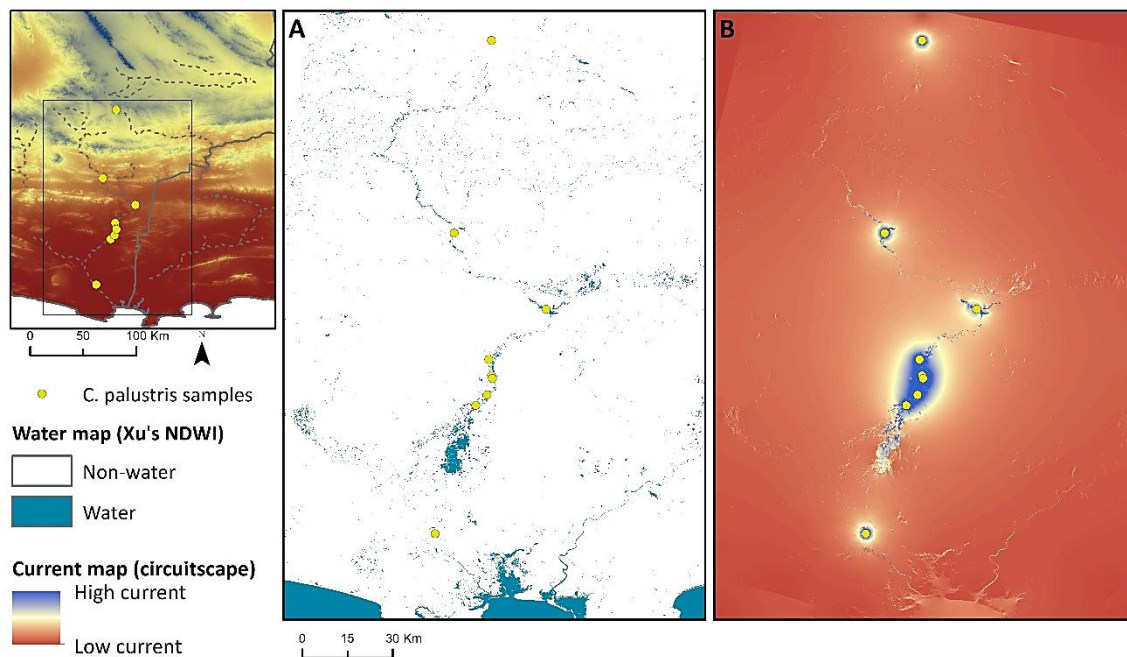 A
B
0 50 100 Km
N
C. palustris samples
Water map (Xu's NDWI)
Non-water
Water
Current map (circuitscape)
High current
Low current
0 15 30 Km